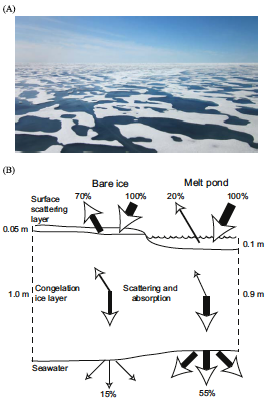 (A)
(B)
Bare ice
Melt pond
70%
100%
20%
100%
Surface
scattering
layer
0.05 m
0.1 m
Congelation
ice layer
Scattering and
absorption
1.0 m
0.9 m
Seawater
15%
55%